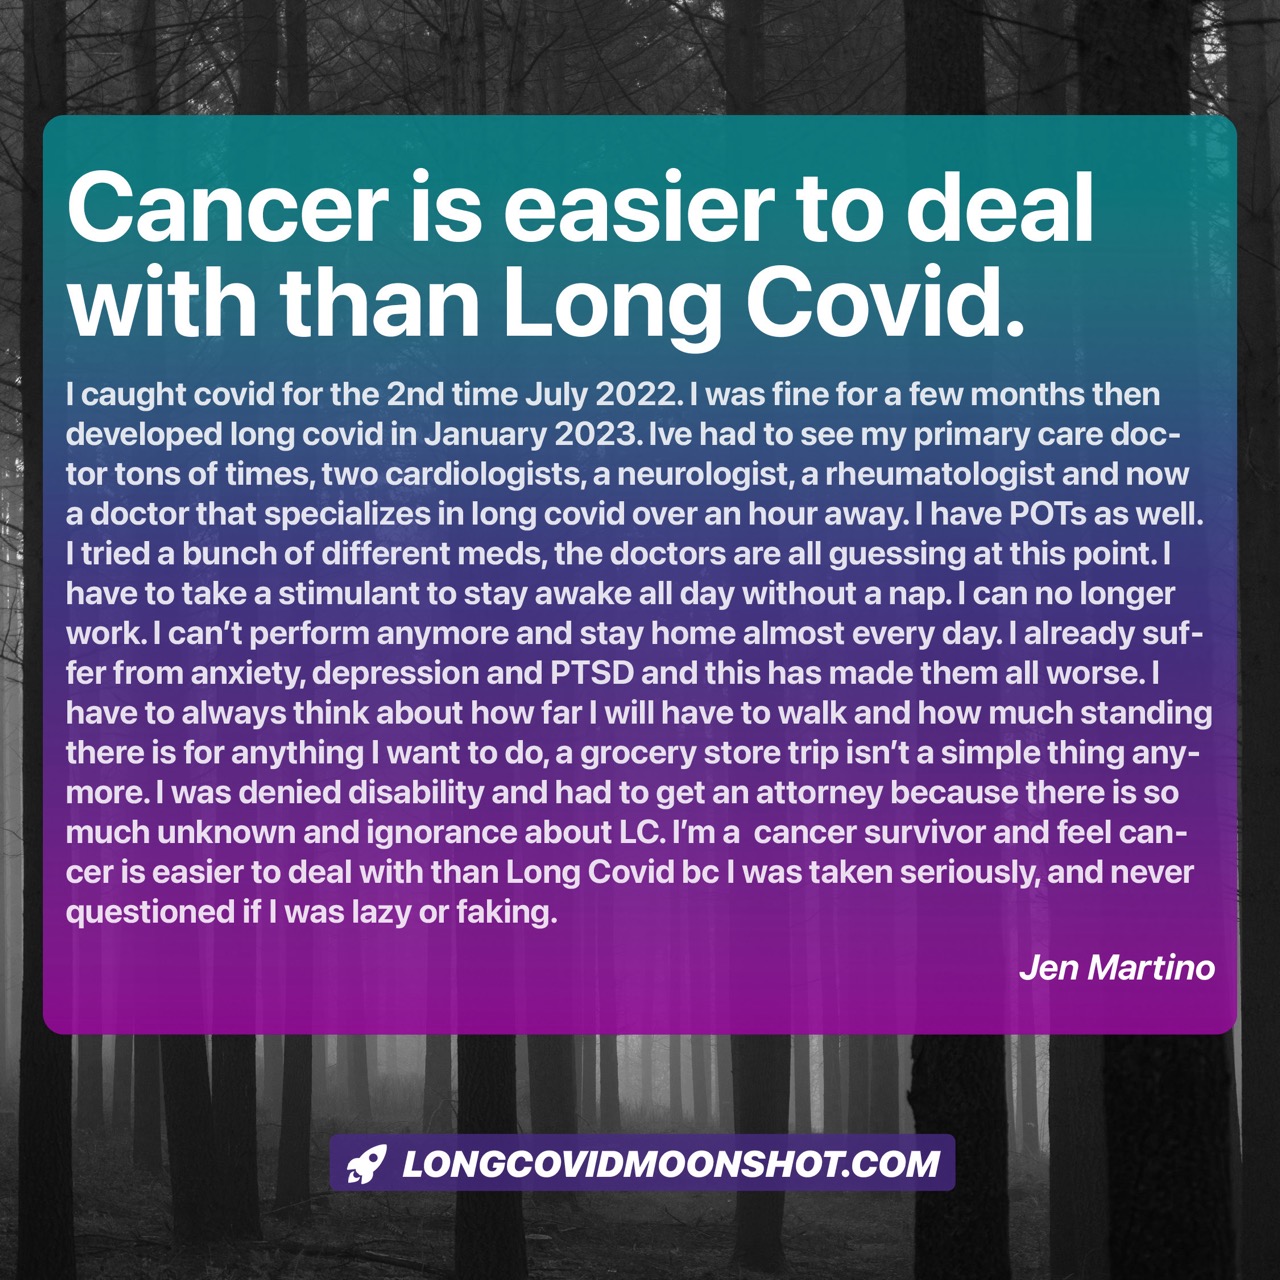 Cancer is easier to deal
with than Long Covid.
I caught covid for the 2nd time July 2022. I was fine for a few months then
developed long covid in January 2023. Ive had to see my primary care doc-
tor tons of times, two cardiologists, a neurologist, a rheumatologist and now
a doctor that specializes in long covid over an hour away. I have POTs as well.
I tried a bunch of different meds, the doctors are all guessing at this point. I
have to take a stimulant to stay awake all day without a nap. I can no longer
work. I can’t perform anymore and stay home almost every day. I already suf-
fer from anxiety, depression and PTSD and this has made them all worse. I
have to always think about how far I will have to walk and how much standing
there is for anything I want to do, a grocery store trip isn’t a simple thing any-
more. I was denied disability and had to get an attorney because there is so
much unknown and ignorance about LC. I’m a  cancer survivor and feel can-
cer is easier to deal with than Long Covid bc I was taken seriously, and never
questioned if I was lazy or faking.
Jen Martino
LONGCOVIDMOONSHOT.COM